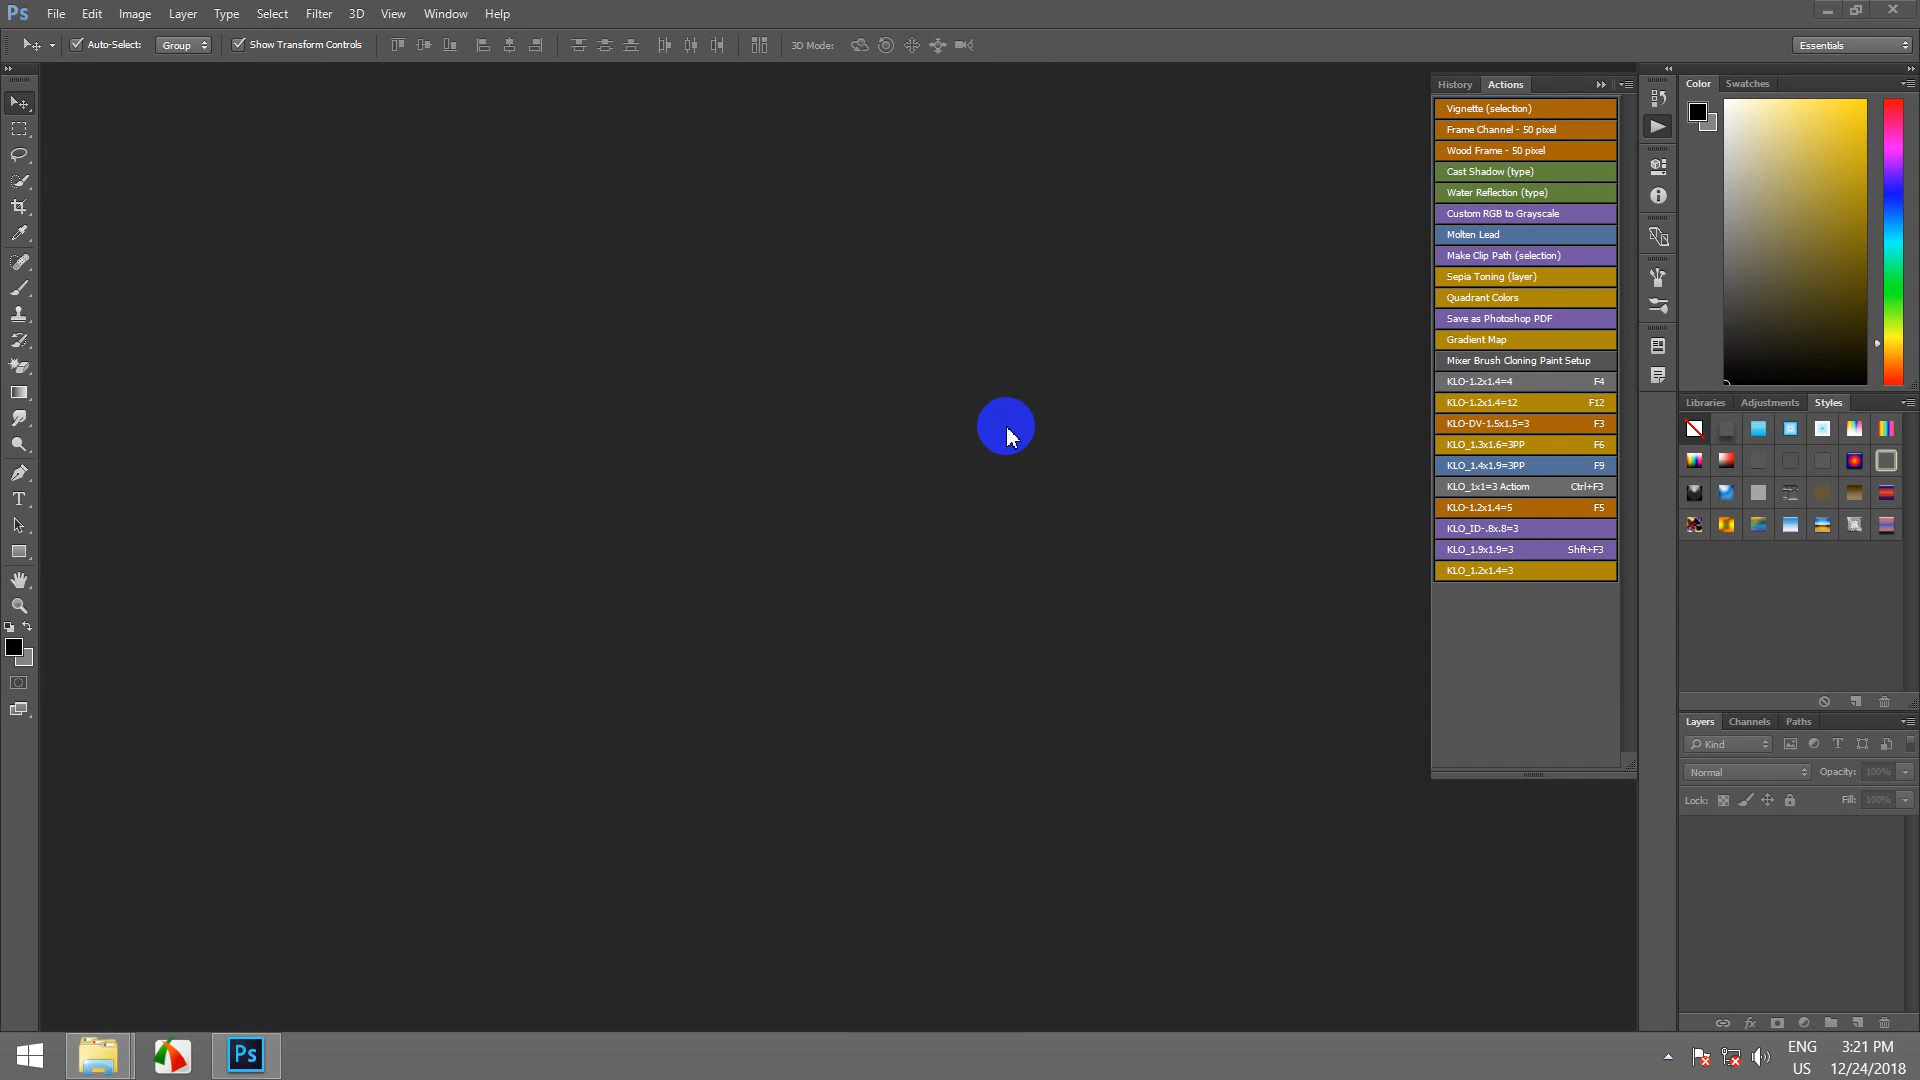 Ps File Edit Image Layer Type Select Filter 3D View Window Help
Auto-Select: Group Show Transform Controls 3D Mode: Essentials
History Actions
Vignette (selection)
Frame Channel - 50 pixel
Wood Frame - 50 pixel
Cast Shadow (type)
Water Reflection (type)
Custom RGB to Grayscale
Molten Lead
Make Clip Path (selection)
Sepia Toning (layer)
Quadrant Colors
Save as Photoshop PDF
Gradient Map
Mixer Brush Cloning Paint Setup
KLO-1.2x1.4=4 F4
KLO-1.2x1.4=12 F12
KLO-DV-1.5x1.5=3 F3
KLO_1.3x1.6=3PP F6
KLO_1.4x1.9=3PP F9
KLO_1x1=3 Actiom Ctrl+F3
KLO-1.2x1.4=5 F5
KLO_ID-.8x.8=3
KLO_1.9x1.9=3 Shft+F3
KLO_1.2x1.4=3
Color Swatches
Libraries Adjustments Styles
Layers Channels Paths
Kind
Normal Opacity: 100%
Lock: Fill: 100%
fx
Ps
ENG 3:21 PM
US 12/24/2018